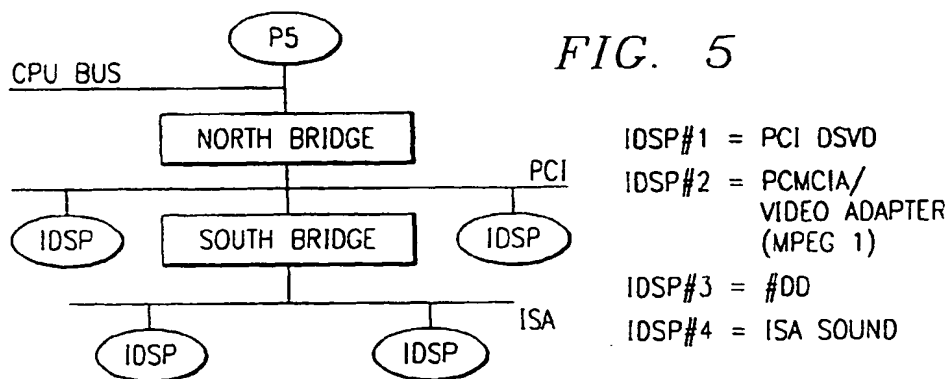 P5
FIG. 5
CPU BUS
NORTH BRIDGE
PCI
IDSP
SOUTH BRIDGE
IDSP
ISA
IDSP
IDSP
IDSP#1 = PCI DSVD
IDSP#2 = PCMCIA/
VIDEO ADAPTER
(MPEG 1)
IDSP#3 = #DD
IDSP#4 = ISA SOUND